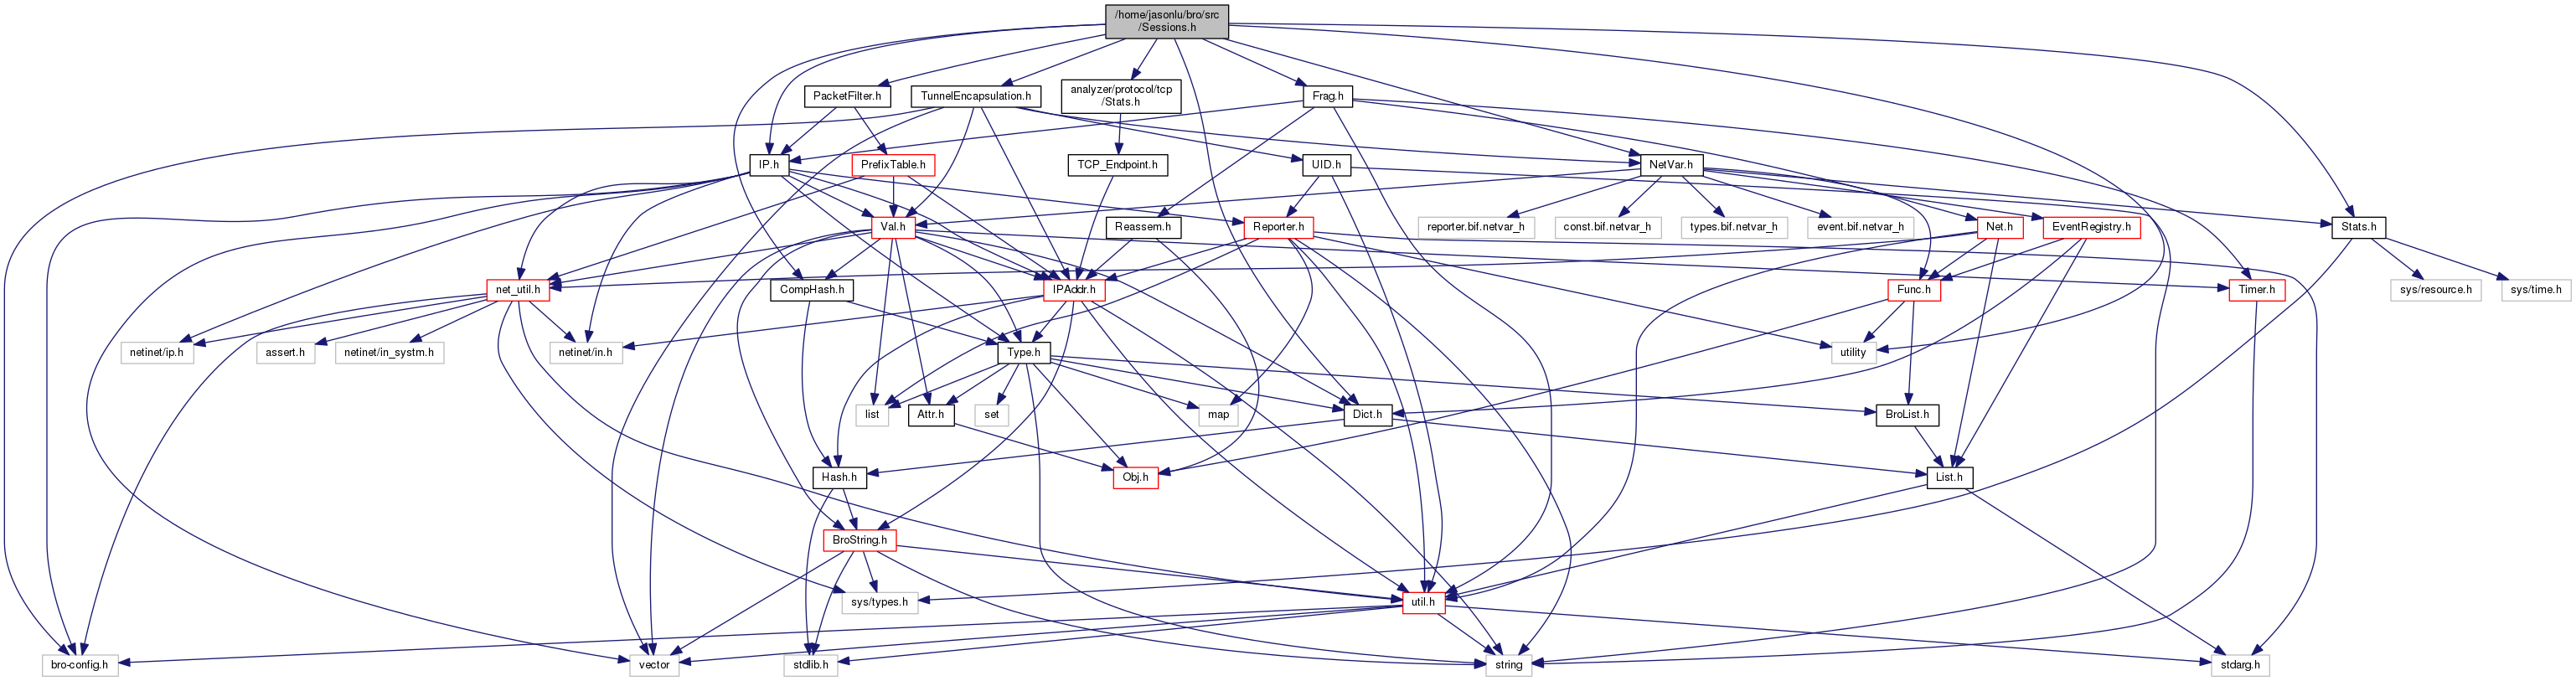 /home/jasonlu/bro/src
/Sessions.h
PacketFilter.h
TunnelEncapsulation.h
analyzer/protocol/tcp
/Stats.h
Frag.h
IP.h
PrefixTable.h
TCP_Endpoint.h
UID.h
NetVar.h
Val.h
Reassem.h
Reporter.h
reporter.bif.netvar_h
const.bif.netvar_h
types.bif.netvar_h
event.bif.netvar_h
Net.h
EventRegistry.h
Stats.h
net_util.h
CompHash.h
IPAddr.h
Func.h
Timer.h
sys/resource.h
sys/time.h
netinet/ip.h
assert.h
netinet/in_systm.h
netinet/in.h
Type.h
utility
list
Attr.h
set
map
Dict.h
BroList.h
Hash.h
Obj.h
List.h
BroString.h
sys/types.h
util.h
bro-config.h
vector
stdlib.h
string
stdarg.h